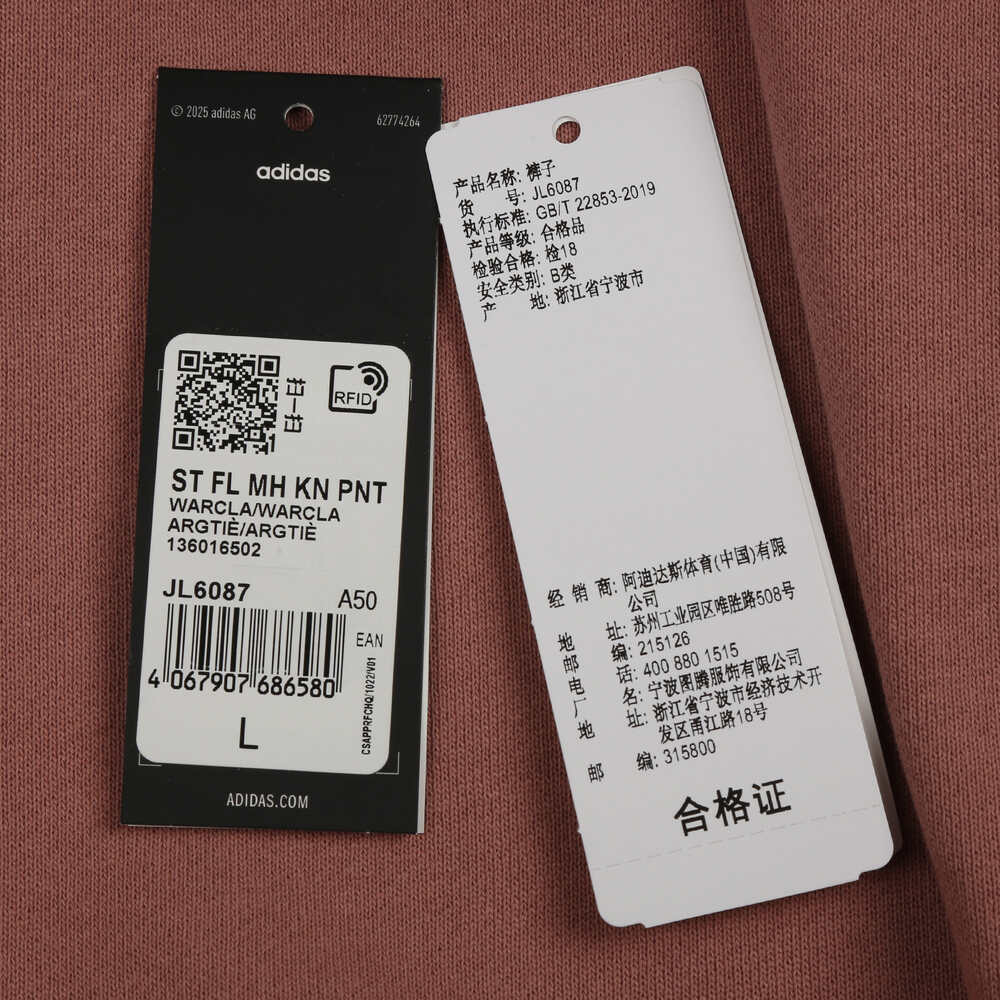 © 2025 adidas AG
62774264
adidas
扫一扫
RFID
ST FL MH KN PNT
WARCLA/WARCLA
ARGTIÈ/ARGTIÈ
136016502
JL6087
A50
EAN
4 067907 686580
CSAPPRFCHQ/1022/V01
L
ADIDAS.COM
产品名称: 裤子
货 号: JL6087
执行标准: GB/T 22853-2019
产品等级: 合格品
检验合格: 检18
安全类别: B类
产 地: 浙江省宁波市
经 销 商: 阿迪达斯体育(中国)有限
公司
地 址: 苏州工业园区唯胜路508号
邮 编: 215126
电 话: 400 880 1515
厂 名: 宁波图腾服饰有限公司
地 址: 浙江省宁波市经济技术开
发区甬江路18号
邮 编: 315800
合格证